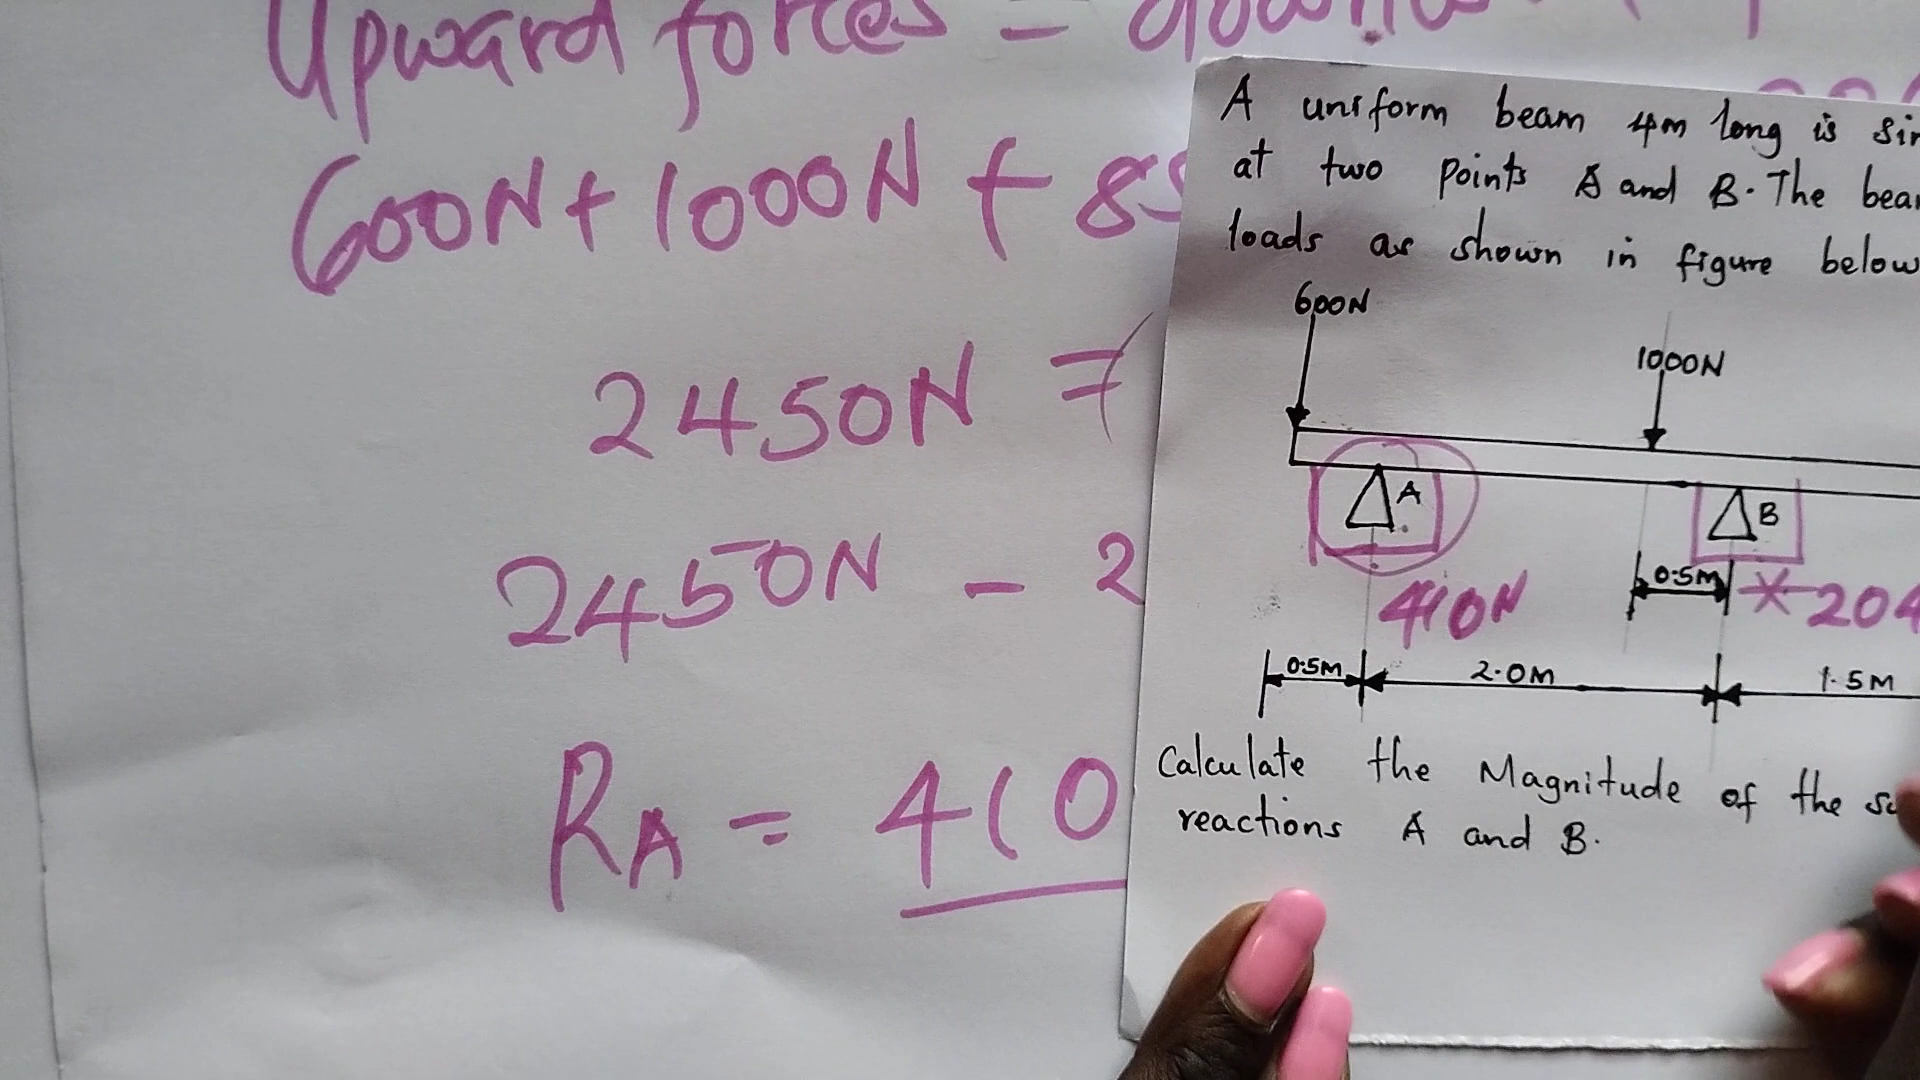 Upward forces =
600N + 1000N +
2450N =
2450N - 2
RA = 410
A uniform beam 4m long is
at two points A and B. The
loads as shown in figure below
600N
1000N
A
B
410N
0.5M
* 204
0.5M
2.0M
1.5M
Calculate the Magnitude of the
reactions A and B.